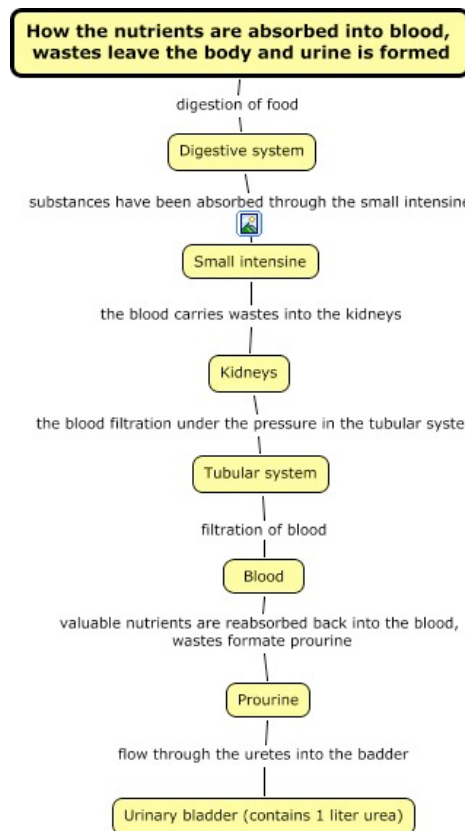 How the nutrients are absorbed into blood,
wastes leave the body and urine is formed
digestion of food
Digestive system
substances have been absorbed through the small intensine
Small intensine
the blood carries wastes into the kidneys
Kidneys
the blood filtration under the pressure in the tubular syste
Tubular system
filtration of blood
Blood
valuable nutrients are reabsorbed back into the blood,
wastes formate prourine
Prourine
flow through the uretes into the badder
Urinary bladder (contains 1 liter urea)